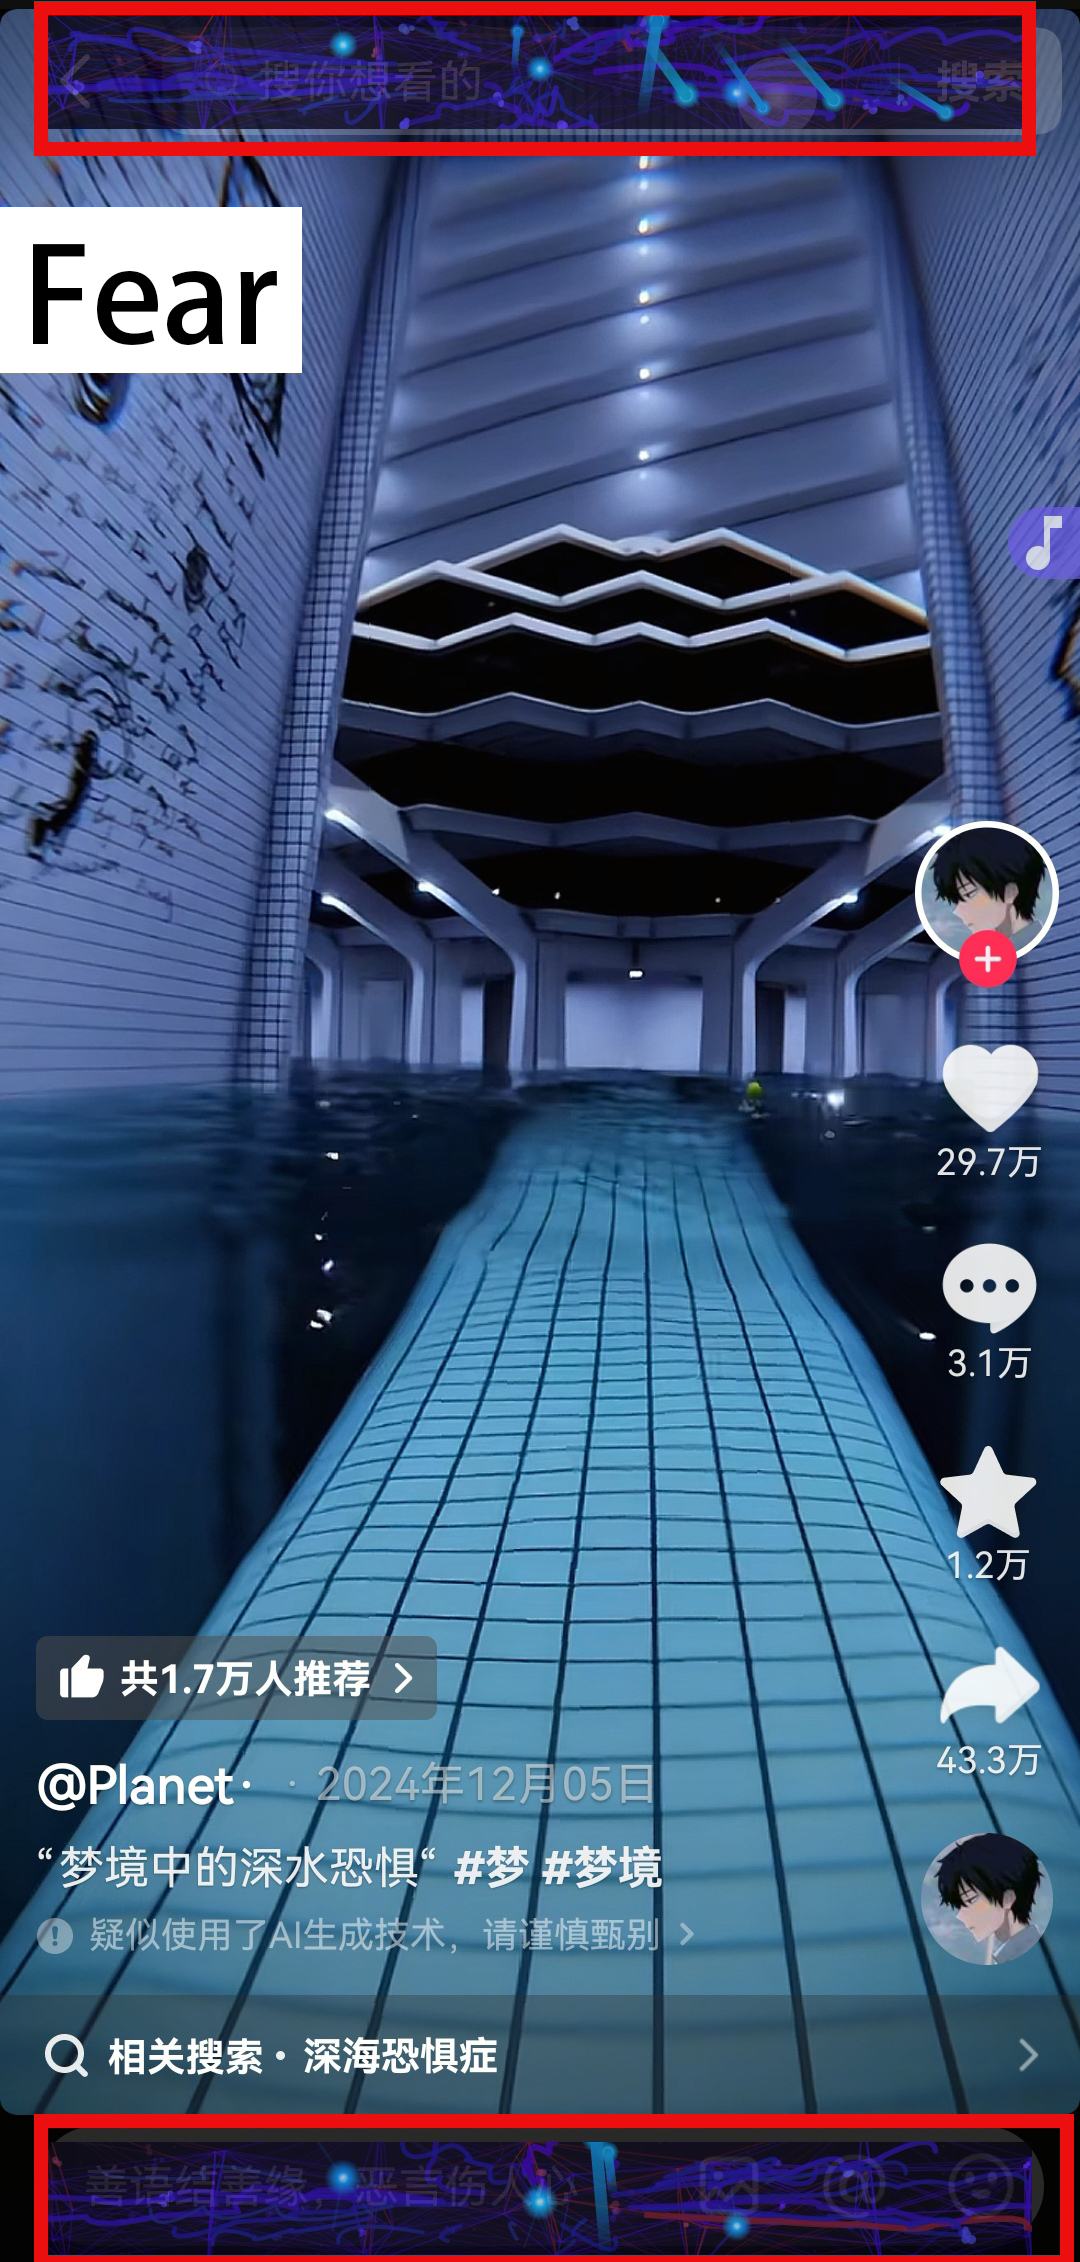 搜你想看的
搜索
Fear
29.7万
3.1万
1.2万
43.3万
共1.7万人推荐
@Planet· · 2024年12月05日
“梦境中的深水恐惧“ #梦 #梦境
疑似使用了AI生成技术，请谨慎甄别
相关搜索·深海恐惧症
善语结善缘，恶言伤人心